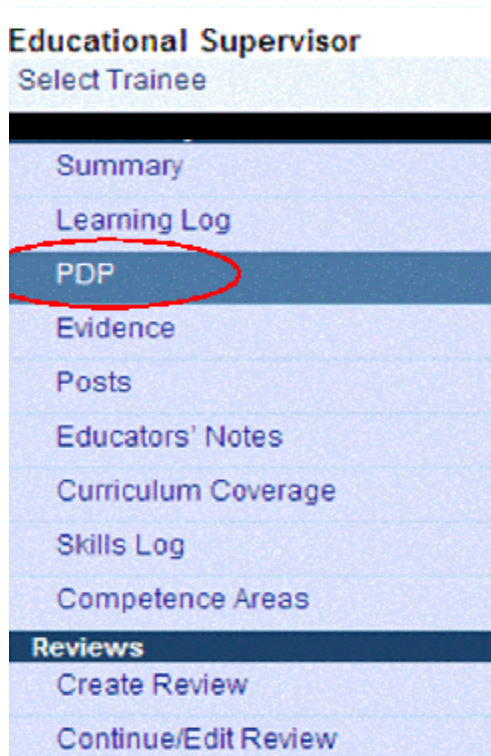 Educational Supervisor
Select Trainee
Summary
Learning Log
PDP
Evidence
Posts
Educators' Notes
Curriculum Coverage
Skills Log
Competence Areas
Reviews
Create Review
Continue/Edit Review